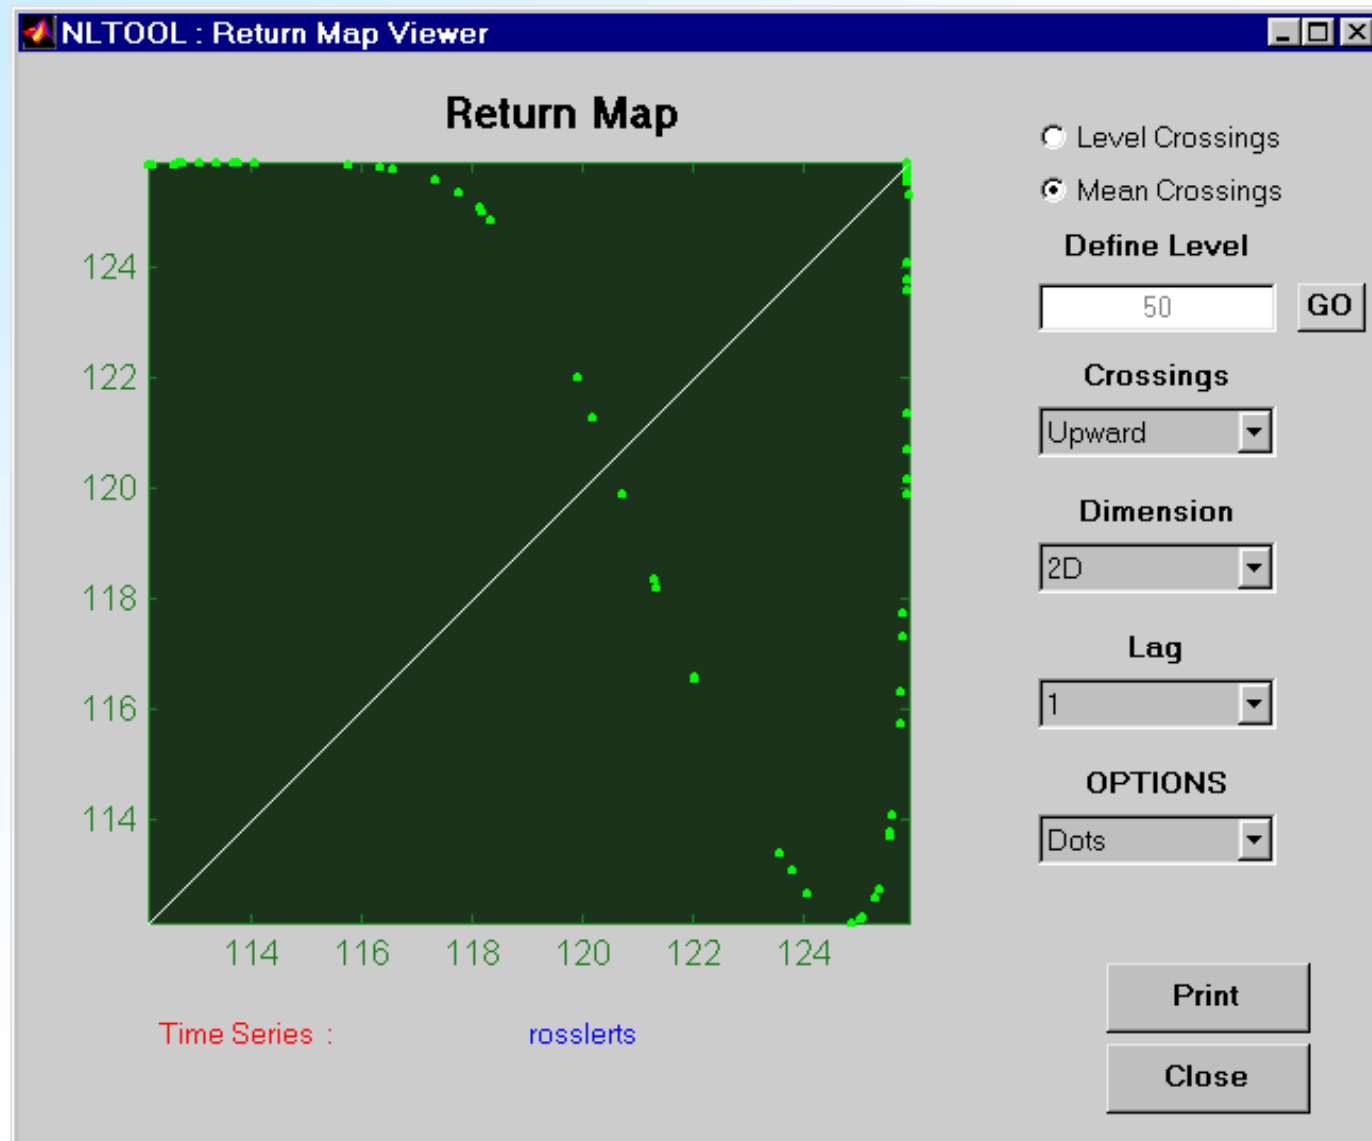 NLTOOL : Return Map Viewer
Return Map
124
122
120
118
116
114
114 116 118 120 122 124
Time Series : rosslerts
Level Crossings
Mean Crossings
Define Level
50 GO
Crossings
Upward
Dimension
2D
Lag
1
OPTIONS
Dots
Print
Close